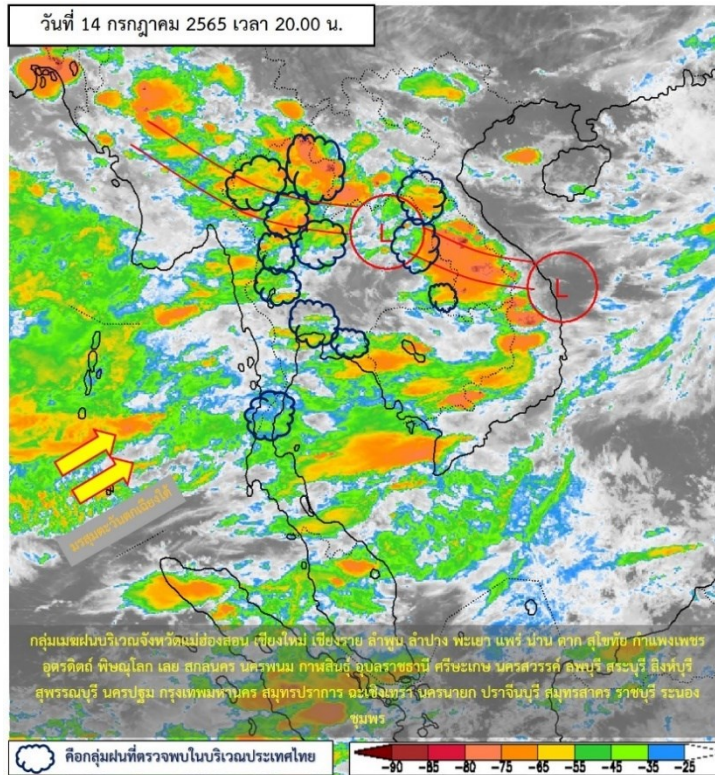 วันที่ 14 กรกฎาคม 2565 เวลา 20.00 น.
L
L
มรสุมตะวันตกเฉียงใต้
กลุ่มเมฆฝนบริเวณจังหวัดแม่ฮ่องสอน เชียงใหม่ เชียงราย ลำพูน ลำปาง พะเยา แพร่ น่าน ตาก สุโขทัย กำแพงเพชร
อุตรดิตถ์ พิษณุโลก เลย สกลนคร นครพนม กาฬสินธุ์ อุบลราชธานี ศรีษะเกษ นครสวรรค์ ลพบุรี สระบุรี สิงห์บุรี
สุพรรณบุรี นครปฐม กรุงเทพมหานคร สมุทรปราการ ฉะเชิงเทรา นครนายก ปราจีนบุรี สมุทรสาคร ราชบุรี ระนอง
ชุมพร
คือกลุ่มฝนที่ตรวจพบในบริเวณประเทศไทย
-90 -85 -80 -75 -65 -55 -45 -35 -25